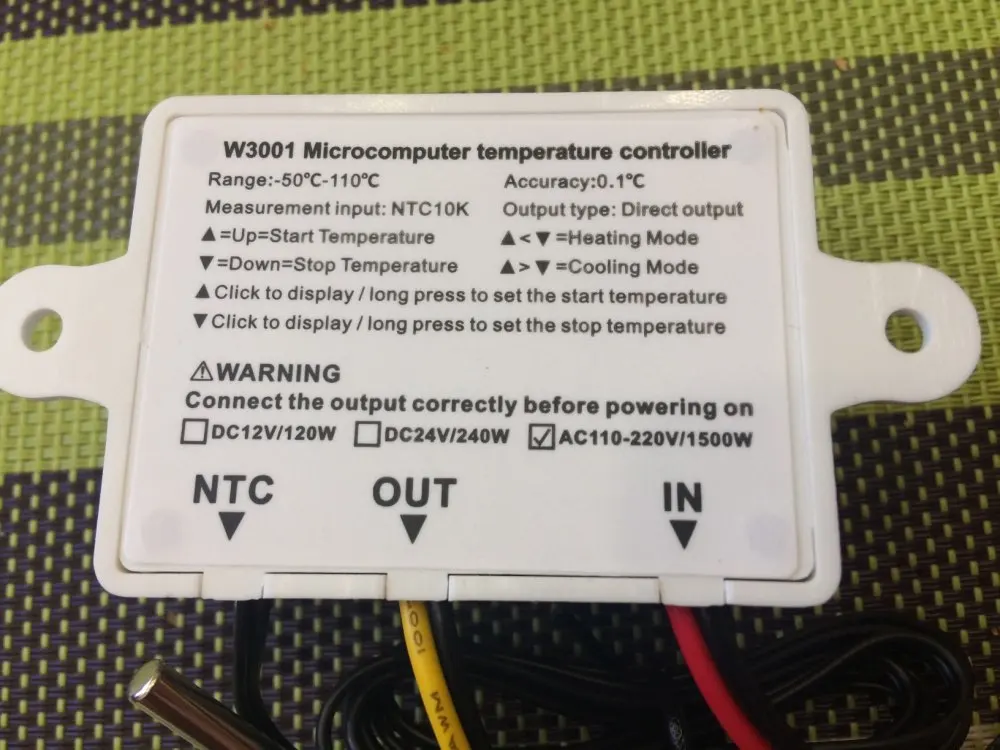 W3001 Microcomputer temperature controller
Range:-50℃-110℃ Accuracy:0.1℃
Measurement input: NTC10K Output type: Direct output
▲=Up=Start Temperature ▲<▼=Heating Mode
▼=Down=Stop Temperature ▲>▼=Cooling Mode
▲Click to display / long press to set the start temperature
▼Click to display / long press to set the stop temperature
⚠WARNING
Connect the output correctly before powering on
☐DC12V/120W ☐DC24V/240W ☑AC110-220V/1500W
NTC OUT IN
▼ ▼ ▼